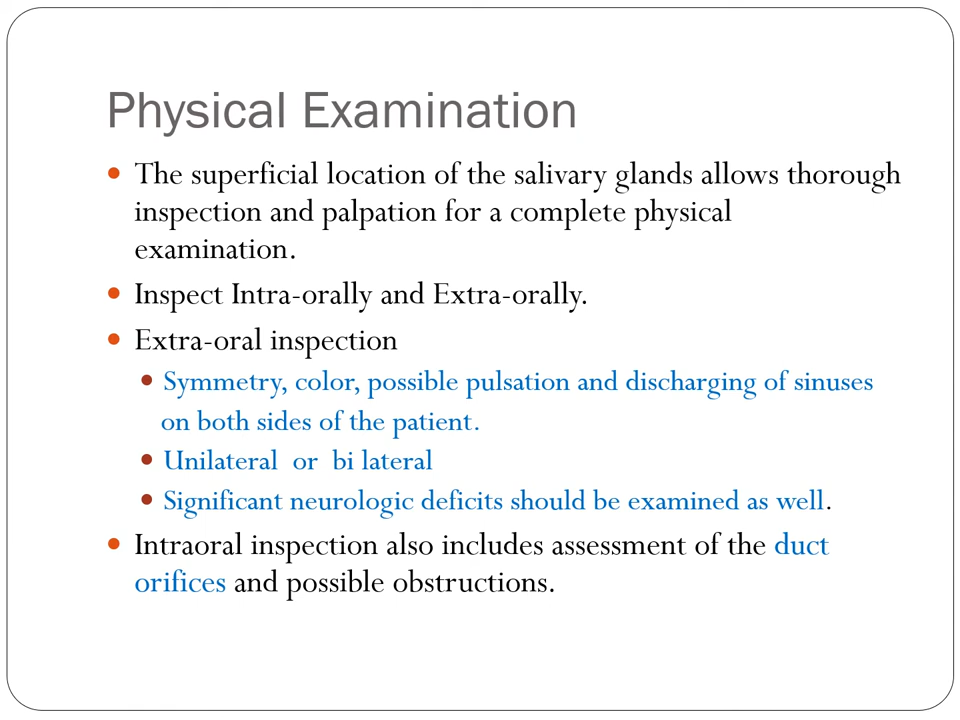 Physical Examination
The superficial location of the salivary glands allows thorough
inspection and palpation for a complete physical
examination.
Inspect Intra-orally and Extra-orally.
Extra-oral inspection
Symmetry, color, possible pulsation and discharging of sinuses
on both sides of the patient.
Unilateral or bi lateral
Significant neurologic deficits should be examined as well.
Intraoral inspection also includes assessment of the duct
orifices and possible obstructions.